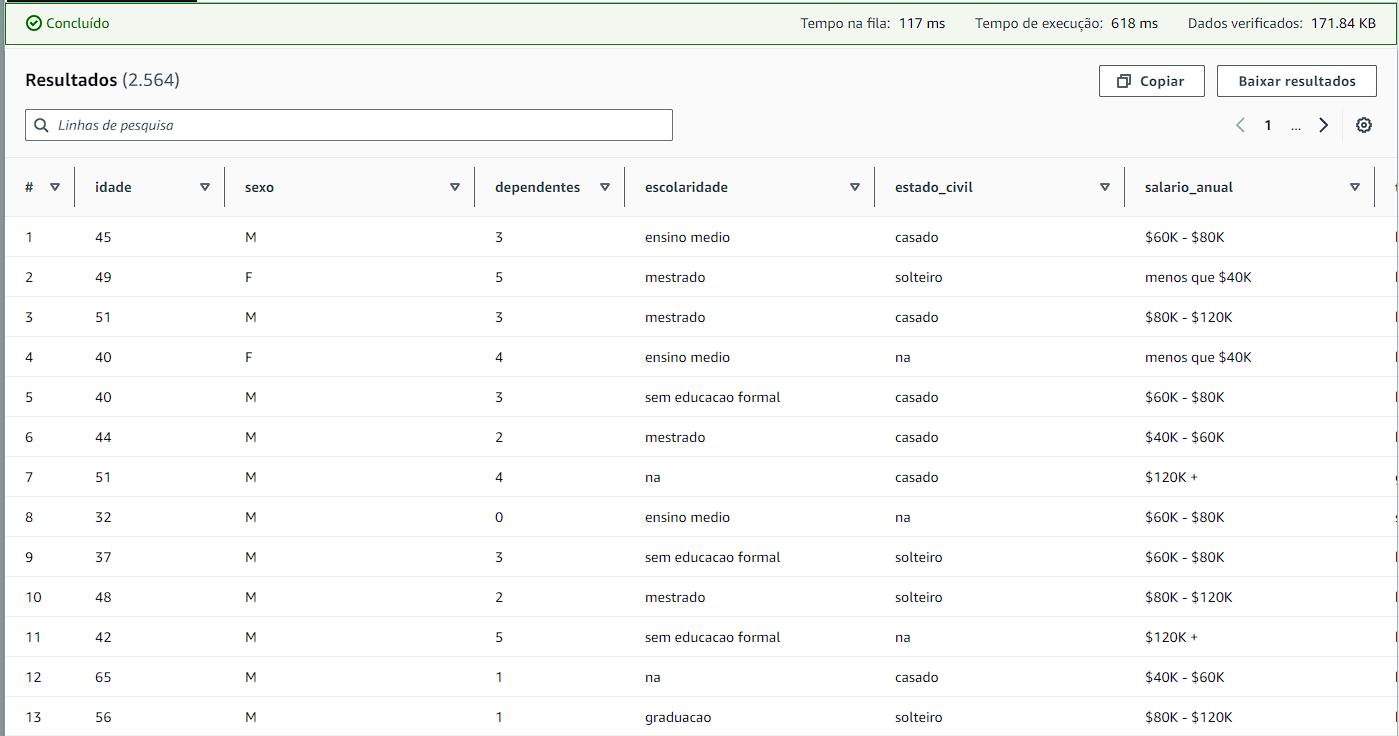 Concluído Tempo na fila: 117 ms Tempo de execução: 618 ms Dados verificados: 171.84 KB
Resultados (2.564) Copiar Baixar resultados
Linhas de pesquisa 1 ...
# idade sexo dependentes escolaridade estado_civil salario_anual
1 45 M 3 ensino medio casado $60K - $80K
2 49 F 5 mestrado solteiro menos que $40K
3 51 M 3 mestrado casado $80K - $120K
4 40 F 4 ensino medio na menos que $40K
5 40 M 3 sem educacao formal casado $60K - $80K
6 44 M 2 mestrado casado $40K - $60K
7 51 M 4 na casado $120K +
8 32 M 0 ensino medio na $60K - $80K
9 37 M 3 sem educacao formal solteiro $60K - $80K
10 48 M 2 mestrado solteiro $80K - $120K
11 42 M 5 sem educacao formal na $120K +
12 65 M 1 na casado $40K - $60K
13 56 M 1 graduacao solteiro $80K - $120K